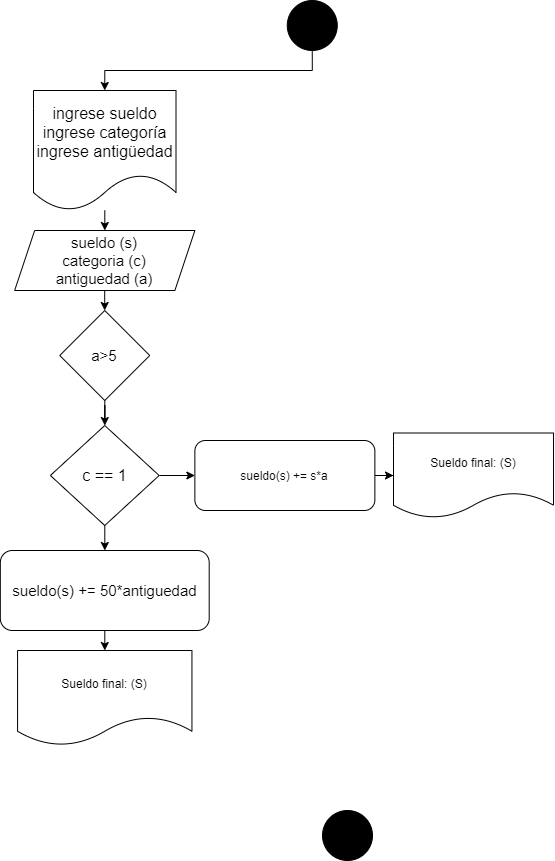 ingrese sueldo
ingrese categoría
ingrese antigüedad
sueldo (s)
categoria (c)
antiguedad (a)
a>5
c == 1
sueldo(s) += s*a
Sueldo final: (S)
sueldo(s) += 50*antiguedad
Sueldo final: (S)